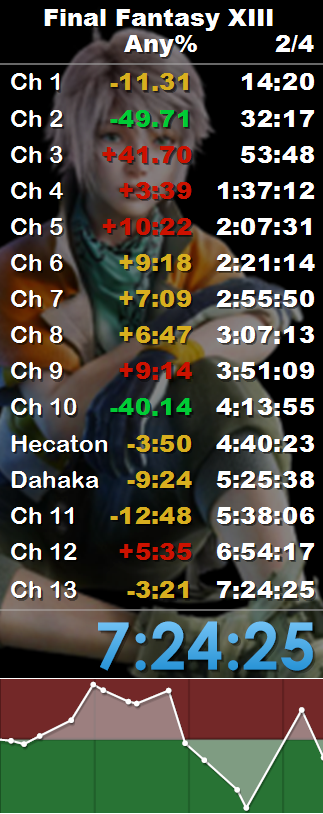 Final Fantasy XIII
Any% 2/4
Ch 1 -11.31 14:20
Ch 2 -49.71 32:17
Ch 3 +41.70 53:48
Ch 4 +3:39 1:37:12
Ch 5 +10:22 2:07:31
Ch 6 +9:18 2:21:14
Ch 7 +7:09 2:55:50
Ch 8 +6:47 3:07:13
Ch 9 +9:14 3:51:09
Ch 10 -40.14 4:13:55
Hecaton -3:50 4:40:23
Dahaka -9:24 5:25:38
Ch 11 -12:48 5:38:06
Ch 12 +5:35 6:54:17
Ch 13 -3:21 7:24:25
7:24:25